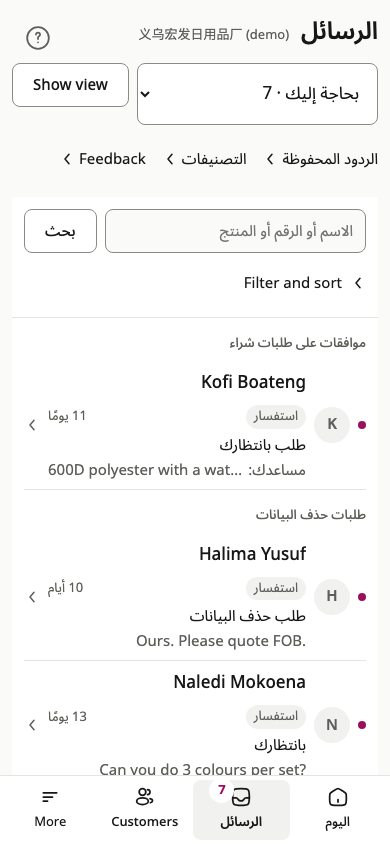 الرسائل
义乌宏发日用品厂 (demo)
?
بحاجة إليك · 7
Show view
الردود المحفوظة
التصنيفات
Feedback
الاسم أو الرقم أو المنتج
بحث
Filter and sort
موافقات على طلبات شراء
Kofi Boateng
K
استفسار
11 يومًا
طلب بانتظارك
مساعدك: 600D polyester with a wat...
طلبات حذف البيانات
Halima Yusuf
H
استفسار
10 أيام
طلب حذف البيانات
Ours. Please quote FOB.
Naledi Mokoena
N
استفسار
13 يومًا
بانتظارك
Can you do 3 colours per set?
اليوم
7
الرسائل
Customers
More